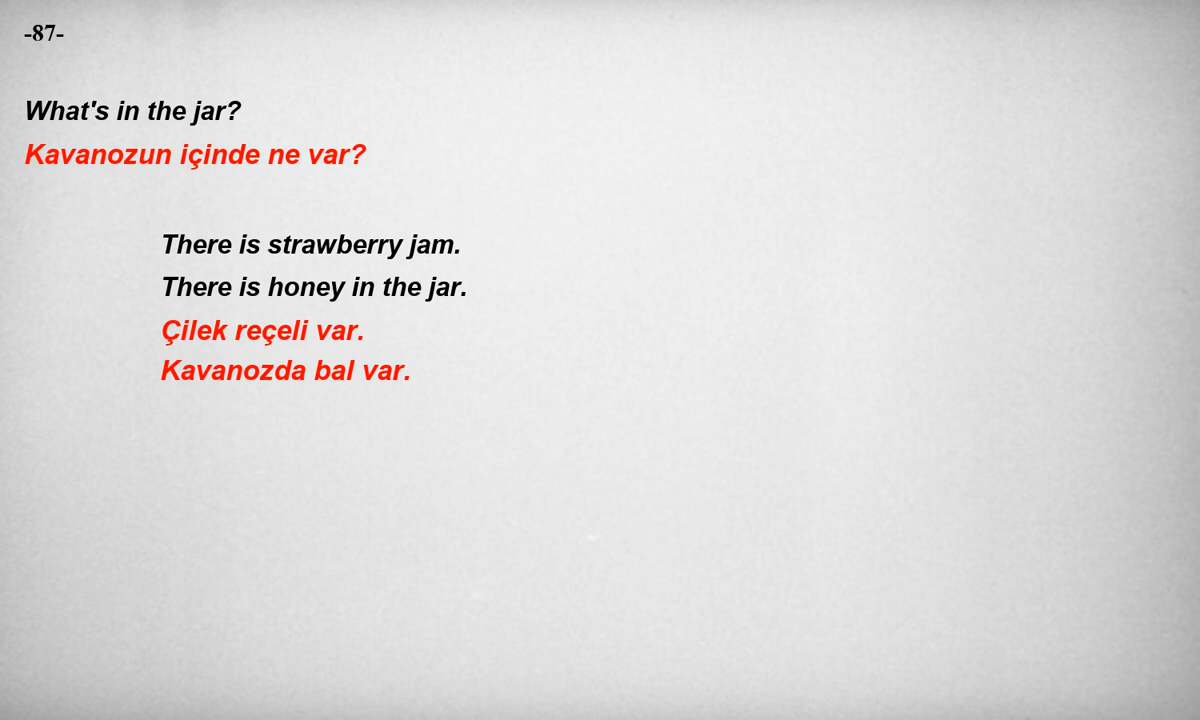 -87-
What's in the jar?
Kavanozun içinde ne var?
There is strawberry jam.
There is honey in the jar.
Çilek reçeli var.
Kavanozda bal var.